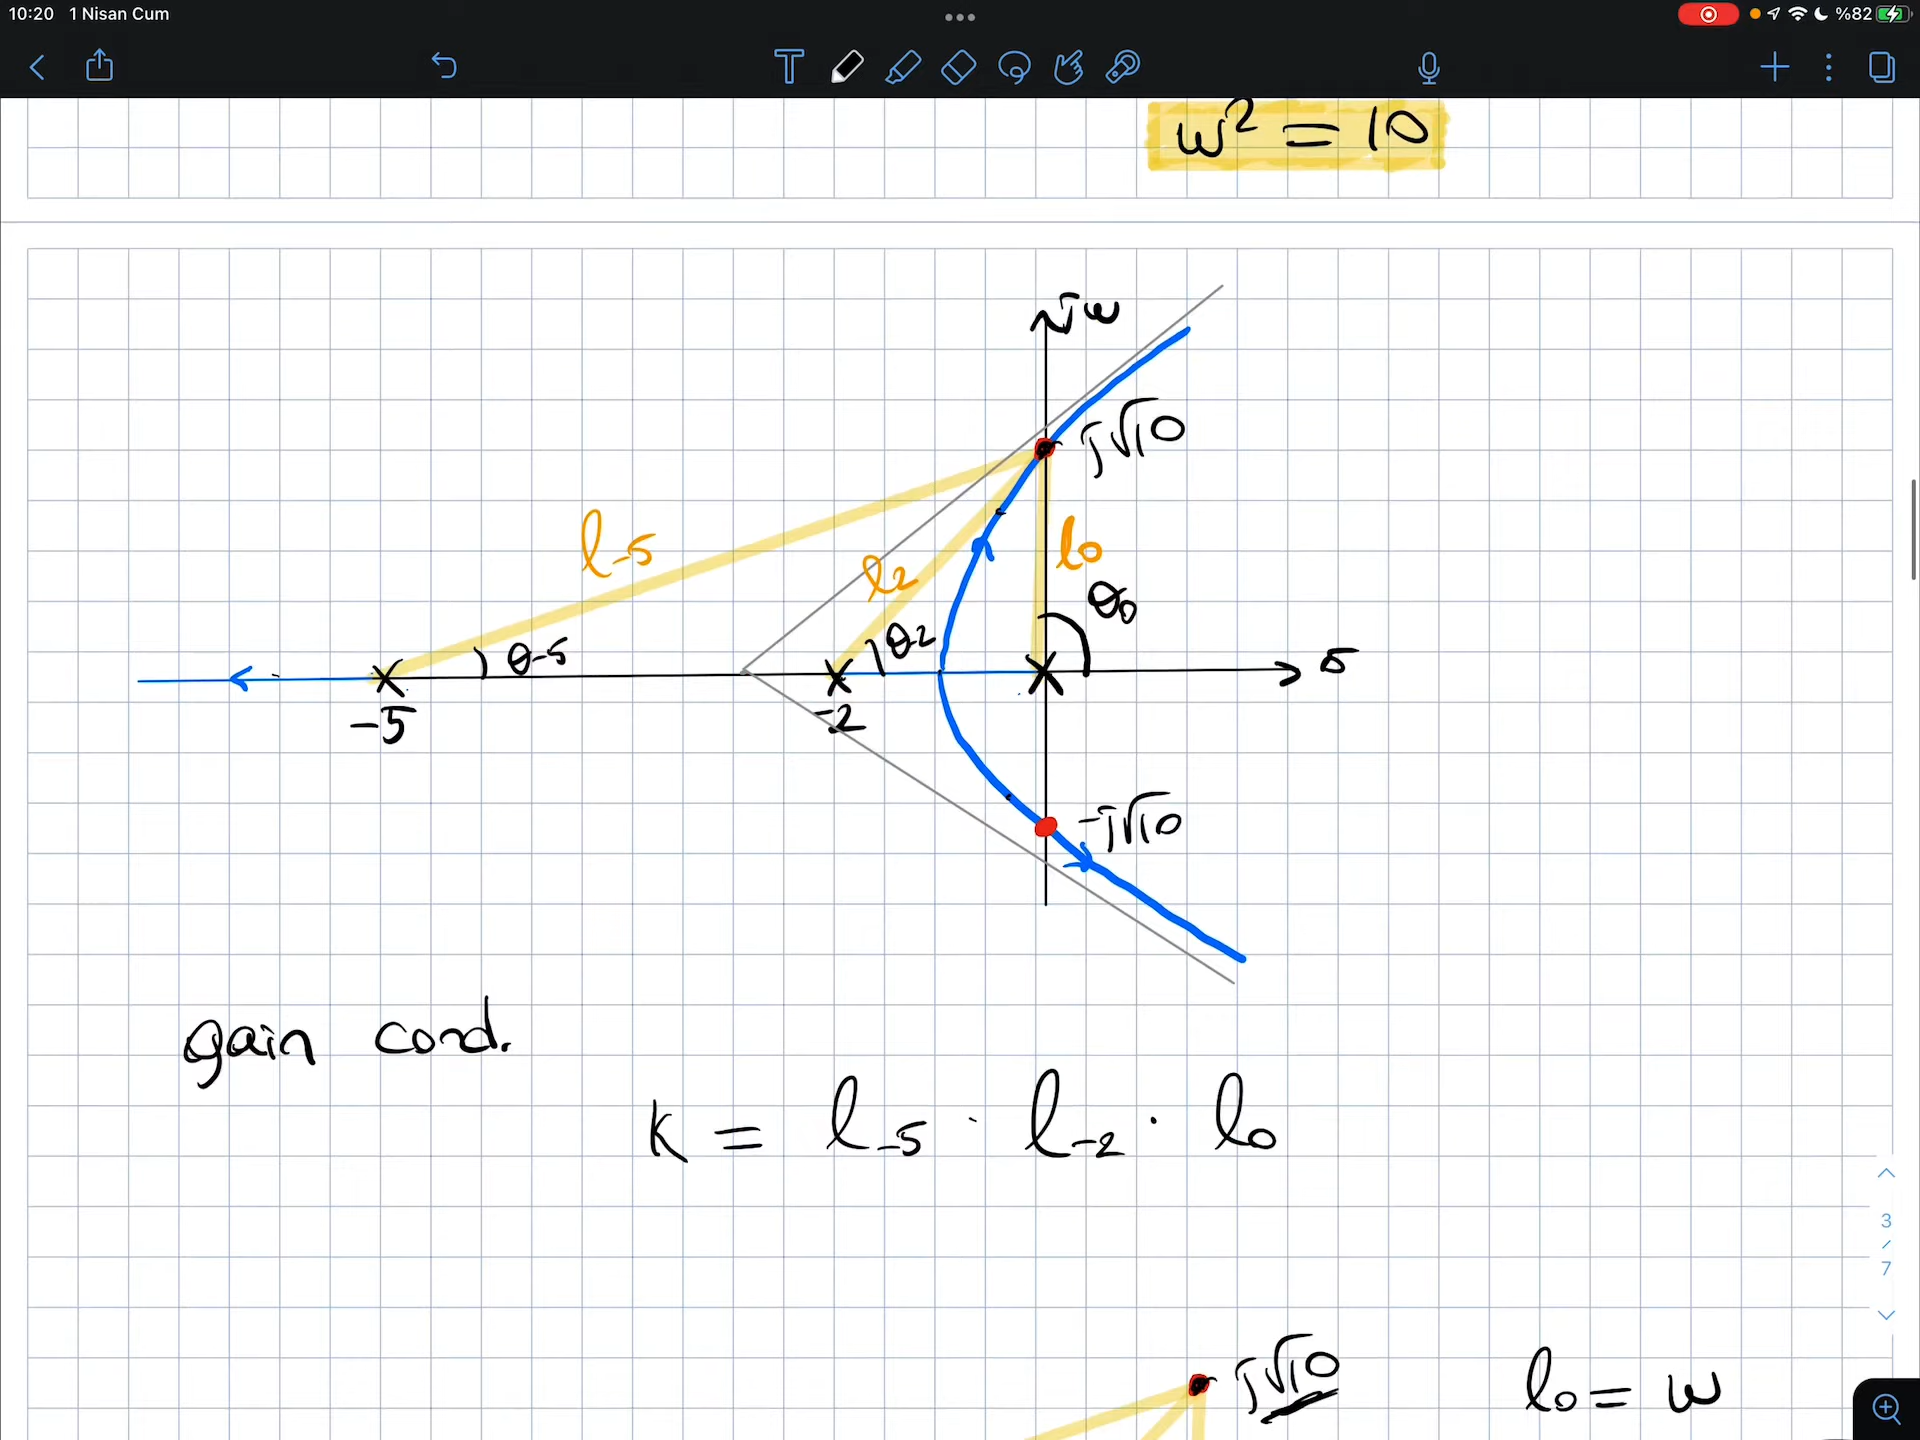 10:20 1 Nisan Cum
%82
w² = 10
jw
j√10
l-5
l2
l0
θ0
θ-5
θ2
σ
-5
-2
-j√10
gain cond.
K = l-5 · l-2 · l0
3
/
7
j√10
l0 = w